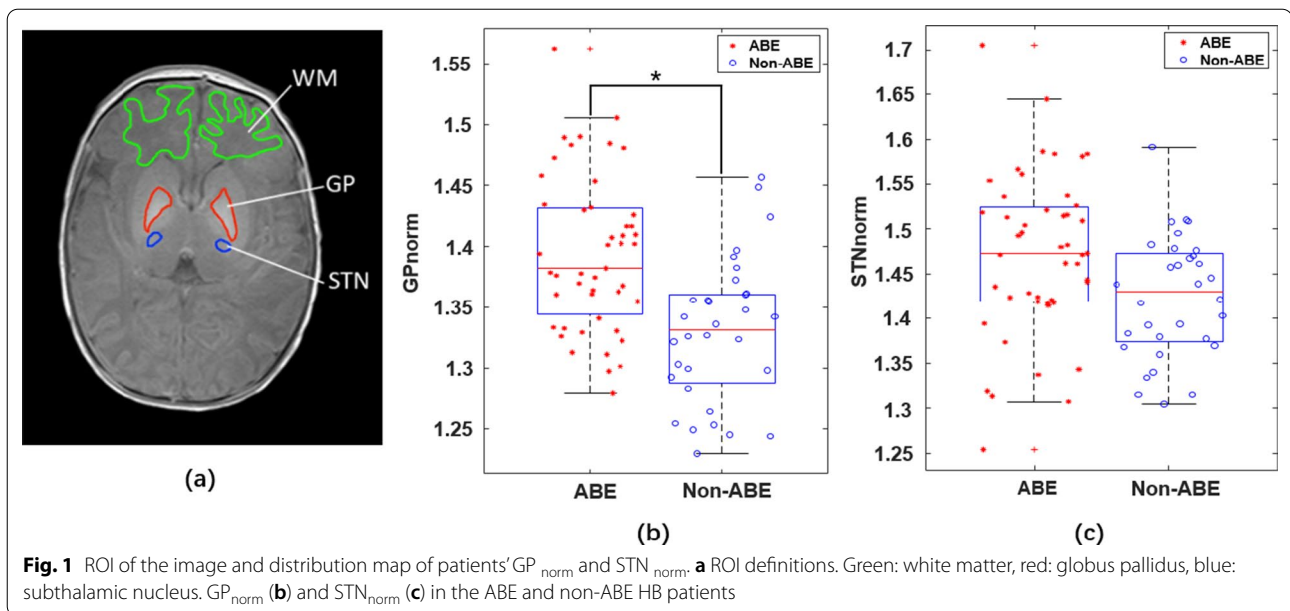 WM
GP
STN
(a)
GPnorm
1.55
1.5
1.45
1.4
1.35
1.3
1.25
ABE
Non-ABE
*
ABE
Non-ABE
(b)
STNnorm
1.7
1.65
1.6
1.55
1.5
1.45
1.4
1.35
1.3
1.25
ABE
Non-ABE
ABE
Non-ABE
(c)
Fig. 1 ROI of the image and distribution map of patients’ GP norm and STN norm. a ROI definitions. Green: white matter, red: globus pallidus, blue:
subthalamic nucleus. GPnorm (b) and STNnorm (c) in the ABE and non-ABE HB patients